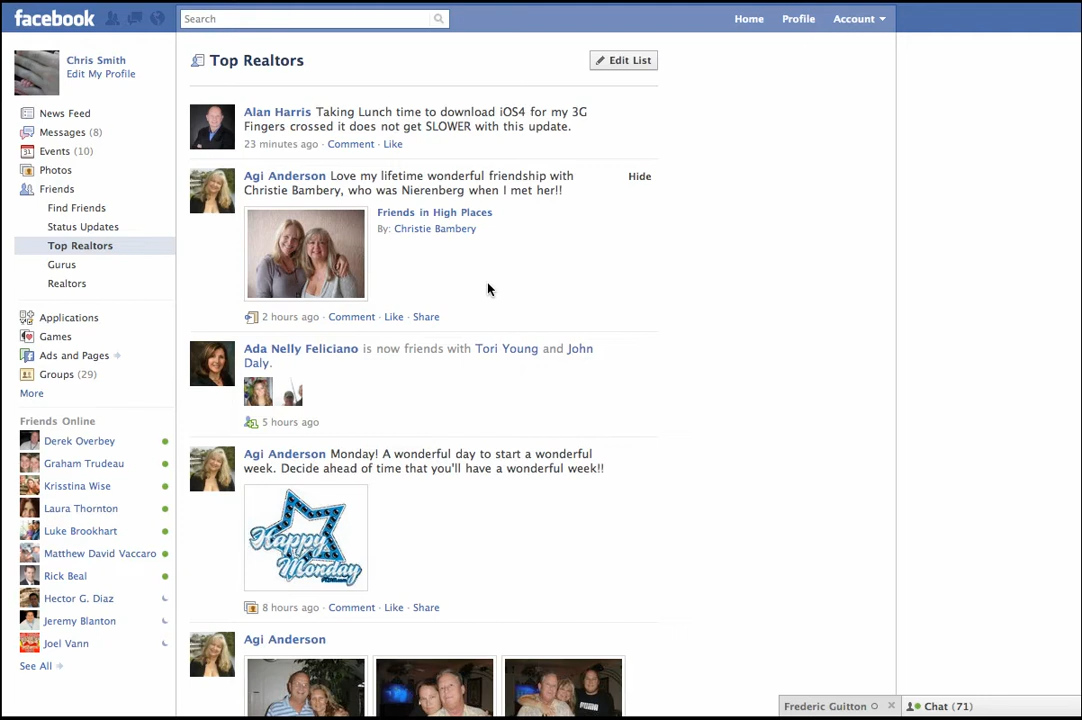 facebook
Search
Home
Profile
Account
Chris Smith
Edit My Profile
News Feed
Messages (8)
Events (10)
Photos
Friends
Find Friends
Status Updates
Top Realtors
Gurus
Realtors
Applications
Games
Ads and Pages
Groups (29)
More
Friends Online
Derek Overbey
Graham Trudeau
Krisstina Wise
Laura Thornton
Luke Brookhart
Matthew David Vaccaro
Rick Beal
Hector G. Diaz
Jeremy Blanton
Joel Vann
See All
Top Realtors
Edit List
Alan Harris Taking Lunch time to download iOS4 for my 3G
Fingers crossed it does not get SLOWER with this update.
23 minutes ago · Comment · Like
Agi Anderson Love my lifetime wonderful friendship with
Christie Bambery, who was Nierenberg when I met her!!
Hide
Friends in High Places
By: Christie Bambery
2 hours ago · Comment · Like · Share
Ada Nelly Feliciano is now friends with Tori Young and John
Daly.
5 hours ago
Agi Anderson Monday! A wonderful day to start a wonderful
week. Decide ahead of time that you'll have a wonderful week!!
Happy
Monday
8 hours ago · Comment · Like · Share
Agi Anderson
Frederic Guitton
Chat (71)